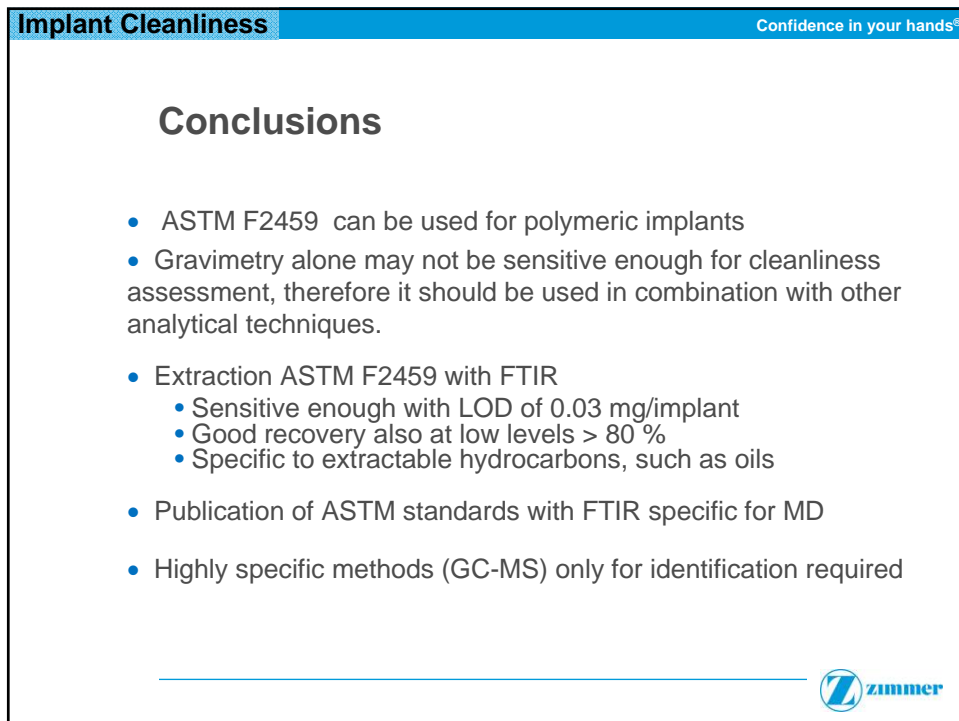 Implant Cleanliness
Confidence in your hands®
Conclusions
• ASTM F2459 can be used for polymeric implants
• Gravimetry alone may not be sensitive enough for cleanliness
assessment, therefore it should be used in combination with other
analytical techniques.
• Extraction ASTM F2459 with FTIR
• Sensitive enough with LOD of 0.03 mg/implant
• Good recovery also at low levels > 80 %
• Specific to extractable hydrocarbons, such as oils
• Publication of ASTM standards with FTIR specific for MD
• Highly specific methods (GC-MS) only for identification required
zimmer